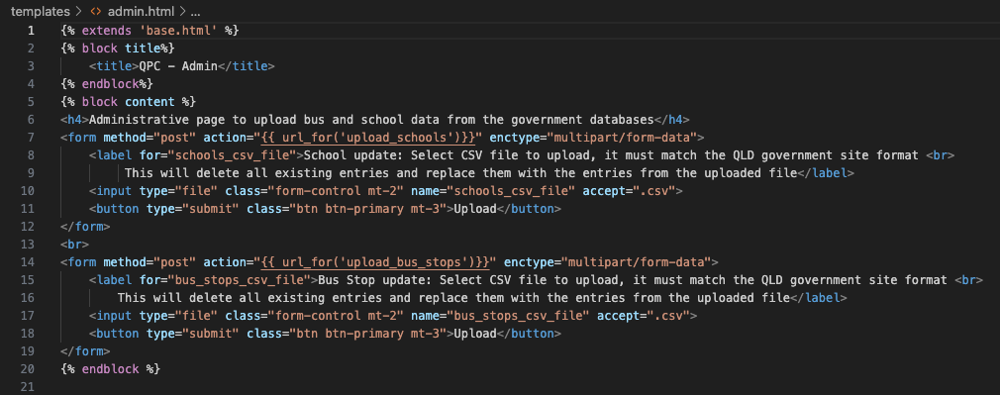 templates > <> admin.html > ...
1 {% extends 'base.html' %}
2 {% block title%}
3     <title>QPC - Admin</title>
4 {% endblock%}
5 {% block content %}
6 <h4>Administrative page to upload bus and school data from the government databases</h4>
7 <form method="post" action="{{ url_for('upload_schools')}}" enctype="multipart/form-data">
8     <label for="schools_csv_file">School update: Select CSV file to upload, it must match the QLD government site format <br>
9         This will delete all existing entries and replace them with the entries from the uploaded file</label>
10     <input type="file" class="form-control mt-2" name="schools_csv_file" accept=".csv">
11     <button type="submit" class="btn btn-primary mt-3">Upload</button>
12 </form>
13 <br>
14 <form method="post" action="{{ url_for('upload_bus_stops')}}" enctype="multipart/form-data">
15     <label for="bus_stops_csv_file">Bus Stop update: Select CSV file to upload, it must match the QLD government site format <br>
16         This will delete all existing entries and replace them with the entries from the uploaded file</label>
17     <input type="file" class="form-control mt-2" name="bus_stops_csv_file" accept=".csv">
18     <button type="submit" class="btn btn-primary mt-3">Upload</button>
19 </form>
20 {% endblock %}
21